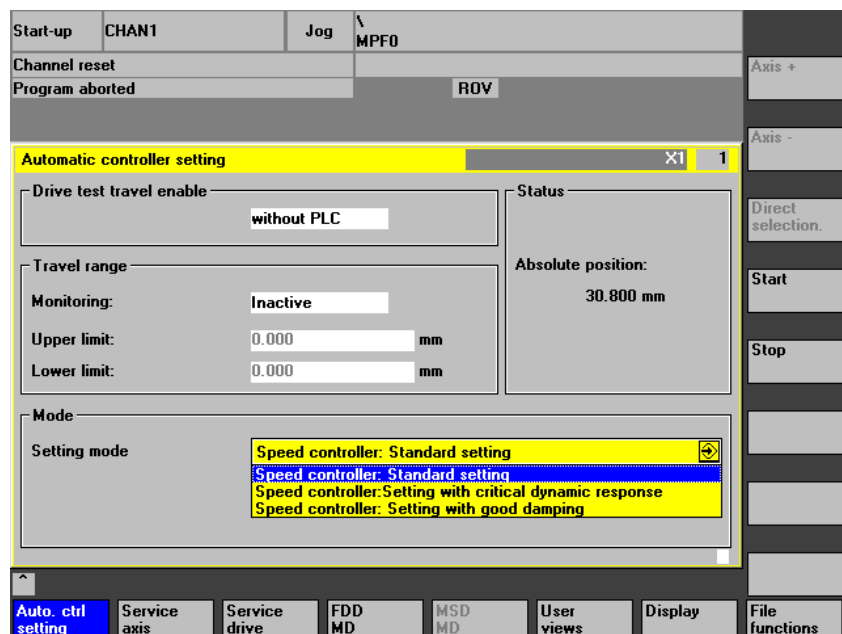 Start-up CHAN1 Jog \
MPF0
Channel reset
Program aborted ROV
Axis +
Axis -
Direct
selection.
Start
Stop
Automatic controller setting X1 1
Drive test travel enable
without PLC
Travel range
Monitoring: Inactive
Upper limit: 0.000 mm
Lower limit: 0.000 mm
Status
Absolute position:
30.800 mm
Mode
Setting mode Speed controller: Standard setting
Speed controller: Standard setting
Speed controller:Setting with critical dynamic response
Speed controller: Setting with good damping
^
Auto. ctrl
setting
Service
axis
Service
drive
FDD
MD
MSD
MD
User
views
Display
File
functions